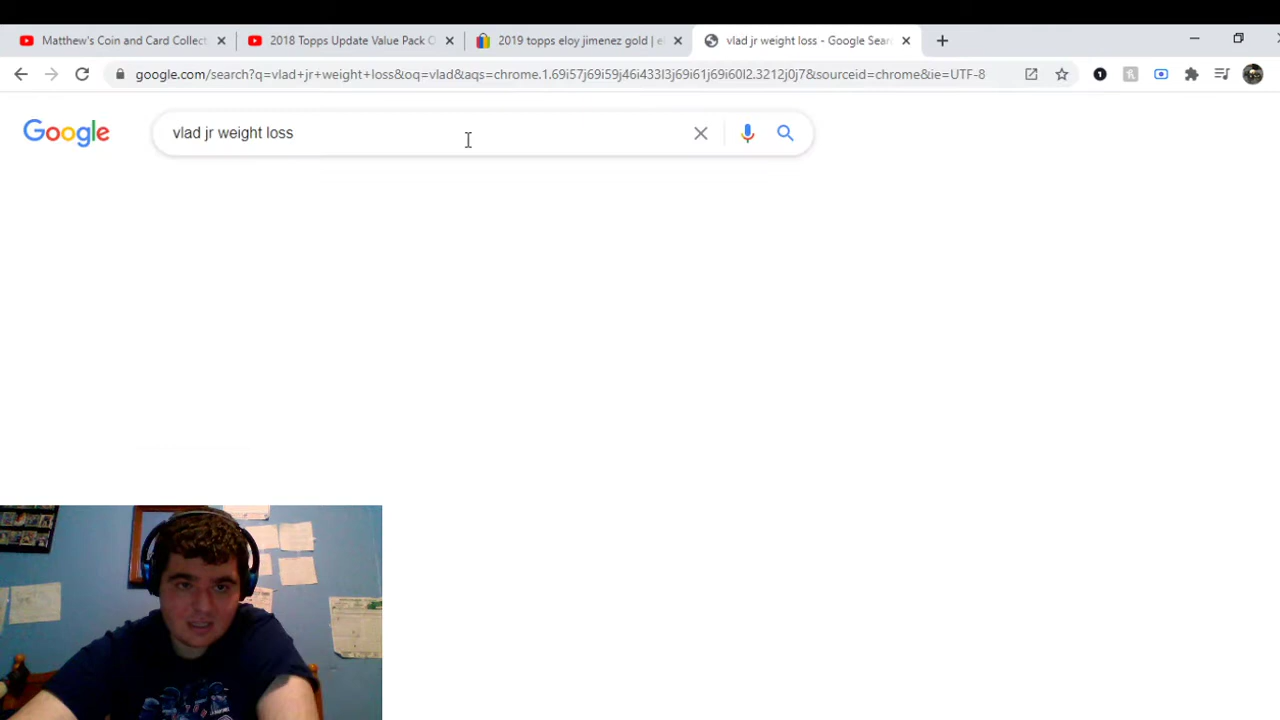 Matthew's Coin and Card Collect
2018 Topps Update Value Pack O
2019 topps eloy jimenez gold | el
vlad jr weight loss - Google Sear
google.com/search?q=vlad+jr+weight+loss&oq=vlad&aqs=chrome.1.69i57j69i59j46i433l3j69i61j69i60l2.3212j0j7&sourceid=chrome&ie=UTF-8
Google
vlad jr weight loss